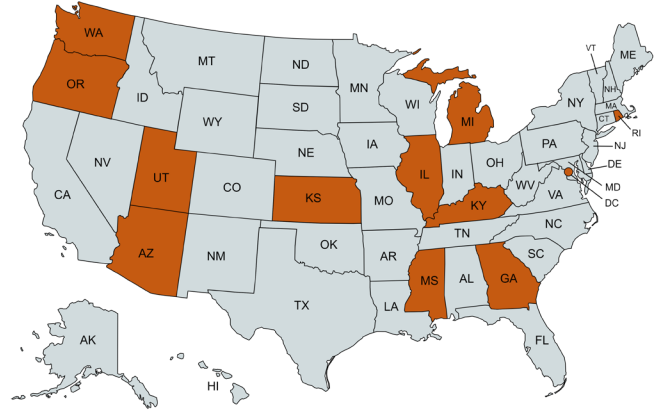 WA
MT
ND
MN
VT
ME
OR
ID
SD
WI
MI
NY
NH
MA
CT
RI
WY
IA
NE
PA
NJ
NV
UT
CO
IL
IN
OH
DE
CA
KS
MO
KY
WV
VA
MD
DC
AZ
NM
OK
AR
TN
NC
SC
MS
AL
GA
TX
LA
FL
AK
HI